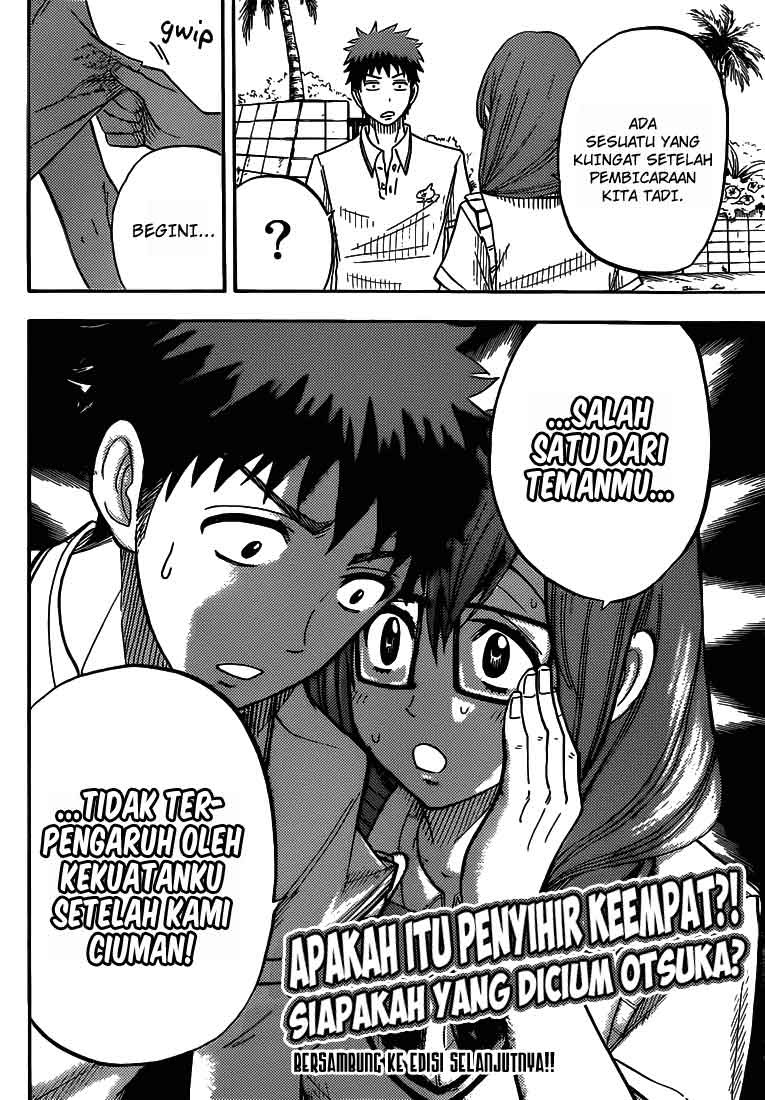 ADA
SESUATU YANG
KUINGAT SETELAH
PEMBICARAAN
KITA TADI.
?
gwip
BEGINI...
...SALAH
SATU DARI
TEMANMU...
...TIDAK TER-
PENGARUH OLEH
KEKUATANKU
SETELAH KAMI
CIUMAN!
APAKAH ITU PENYIHIR KEEMPAT?!
SIAPAKAH YANG DICIUM OTSUKA?
BERSAMBUNG KE EDISI SELANJUTNYA!!